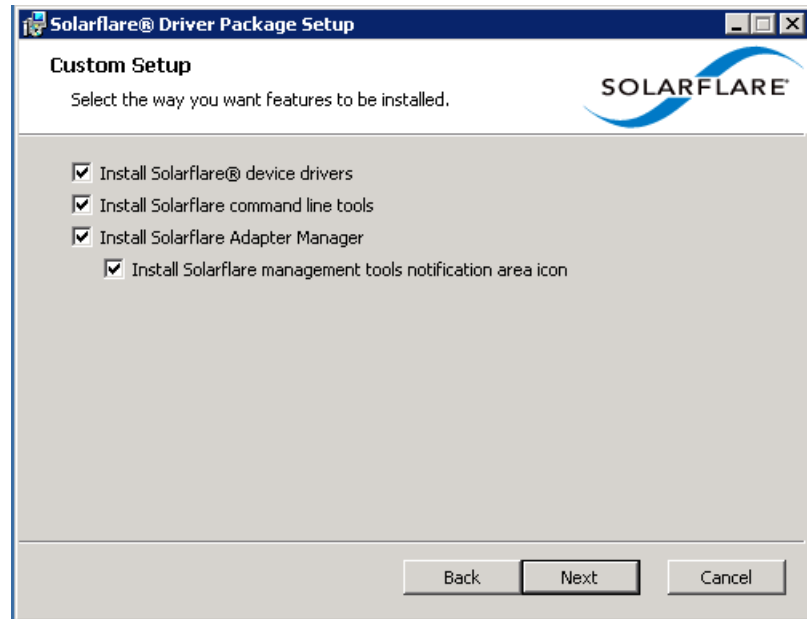 Solarflare® Driver Package Setup
Custom Setup
Select the way you want features to be installed.
SOLARFLARE®
Install Solarflare® device drivers
Install Solarflare command line tools
Install Solarflare Adapter Manager
Install Solarflare management tools notification area icon
Back
Next
Cancel